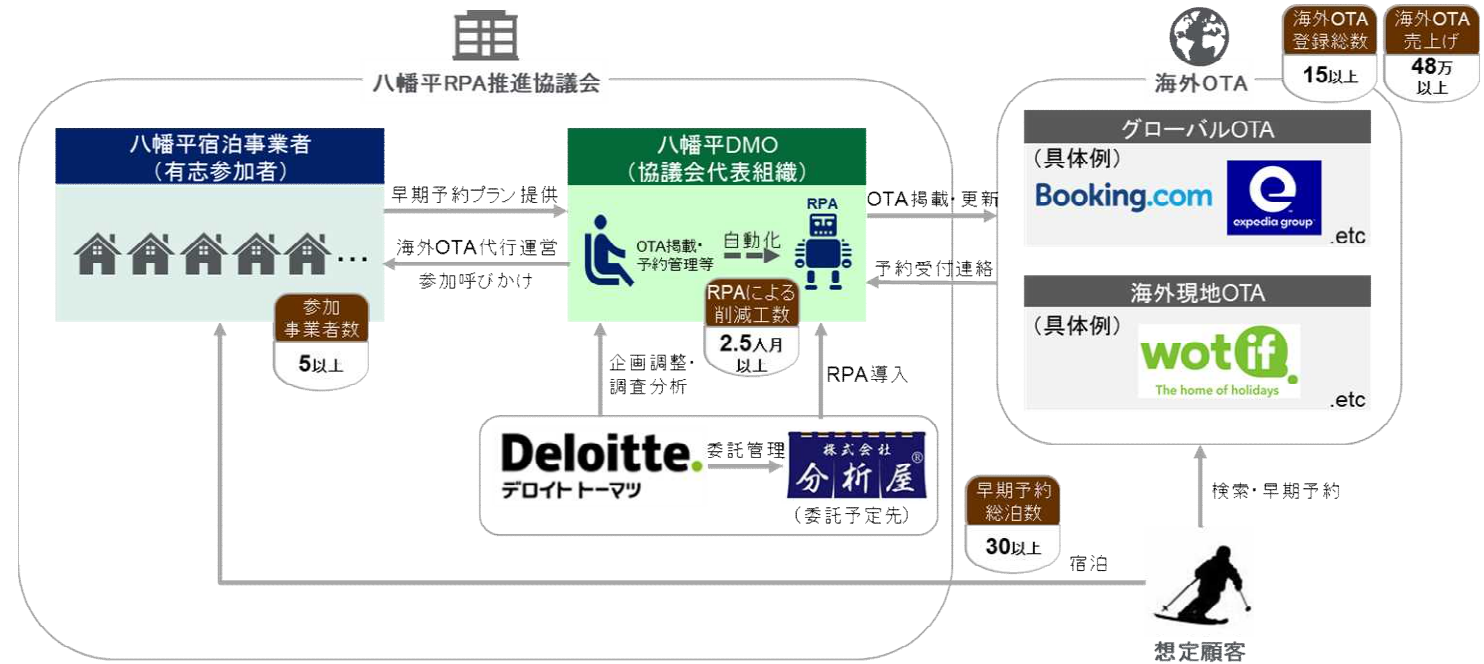 海外OTA
登録総数
15以上
海外OTA
売上げ
48万
以上
八幡平RPA推進協議会
海外OTA
八幡平宿泊事業者
(有志参加者)
...
早期予約プラン提供
海外OTA代行運営
参加呼びかけ
参加
事業者数
5以上
八幡平DMO
(協議会代表組織)
OTA掲載・
予約管理等
自動化
RPA
RPAによる
削減工数
2.5人月
以上
OTA掲載・更新
予約受付連絡
グローバルOTA
(具体例)
Booking.com
e
expedia group
.etc
海外現地OTA
(具体例)
wotif.
The home of holidays
.etc
企画調整・
調査分析
RPA導入
Deloitte.
デロイト トーマツ
委託管理
株式会社
分析屋®
(委託予定先)
早期予約
総泊数
30以上
検索・早期予約
宿泊
想定顧客